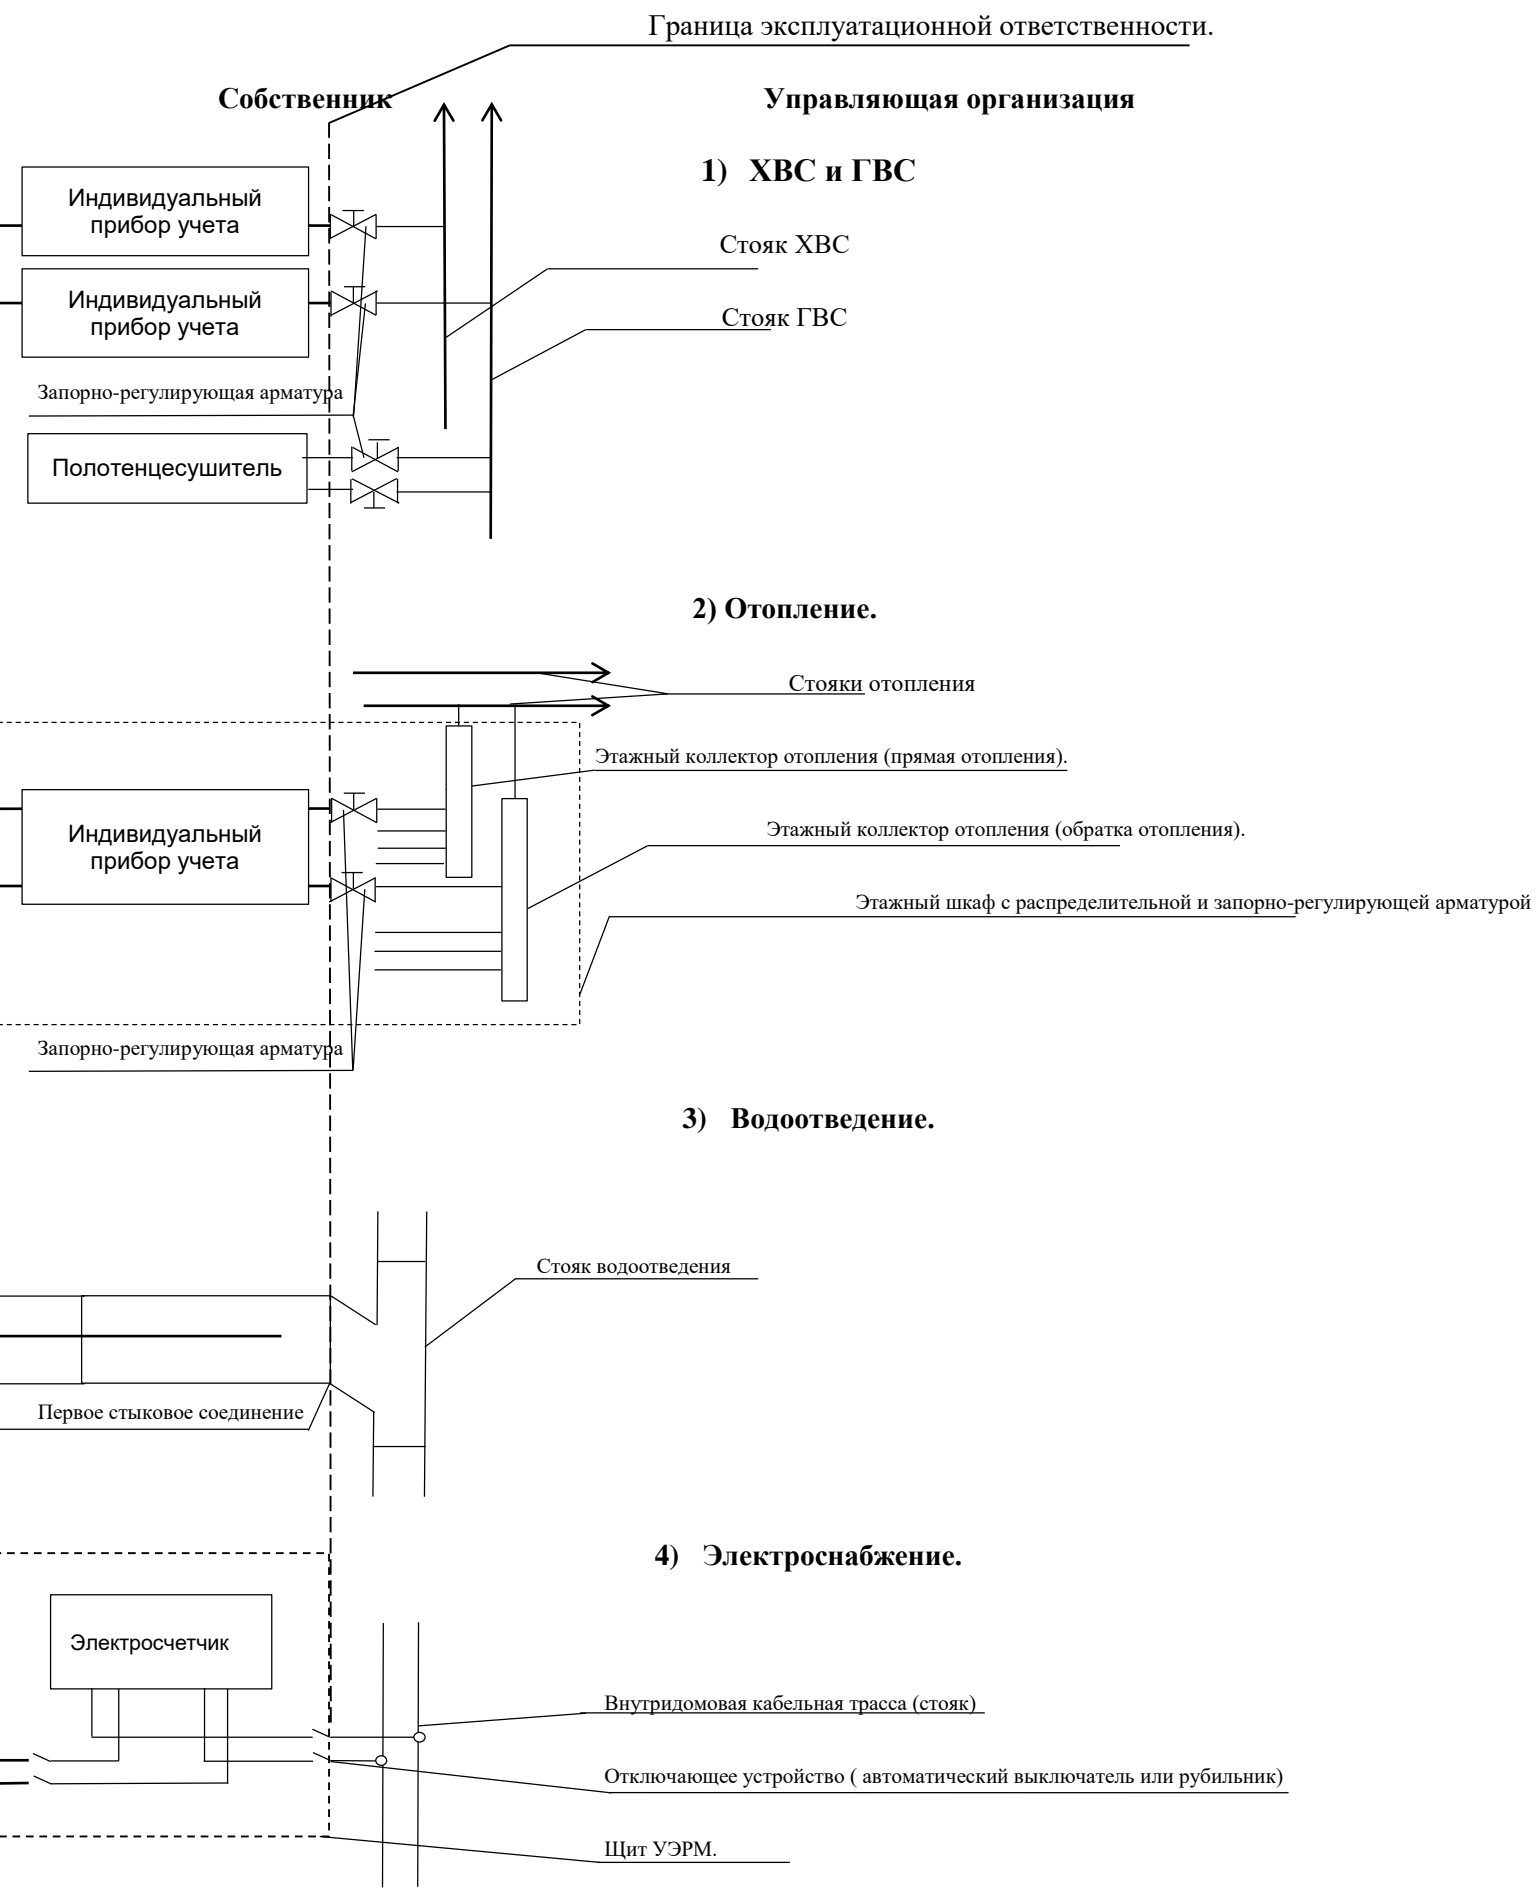 Граница эксплуатационной ответственности.
Собственник
Управляющая организация
1) ХВС и ГВС
Индивидуальный
прибор учета
Стояк ХВС
Индивидуальный
прибор учета
Стояк ГВС
Запорно-регулирующая арматура
Полотенцесушитель
2) Отопление.
Стояки отопления
Этажный коллектор отопления (прямая отопления).
Индивидуальный
прибор учета
Этажный коллектор отопления (обратка отопления).
Этажный шкаф с распределительной и запорно-регулирующей арматурой
Запорно-регулирующая арматура
3) Водоотведение.
Стояк водоотведения
Первое стыковое соединение
4) Электроснабжение.
Электросчетчик
Внутридомовая кабельная трасса (стояк)
Отключающее устройство ( автоматический выключатель или рубильник)
Щит УЭРМ.